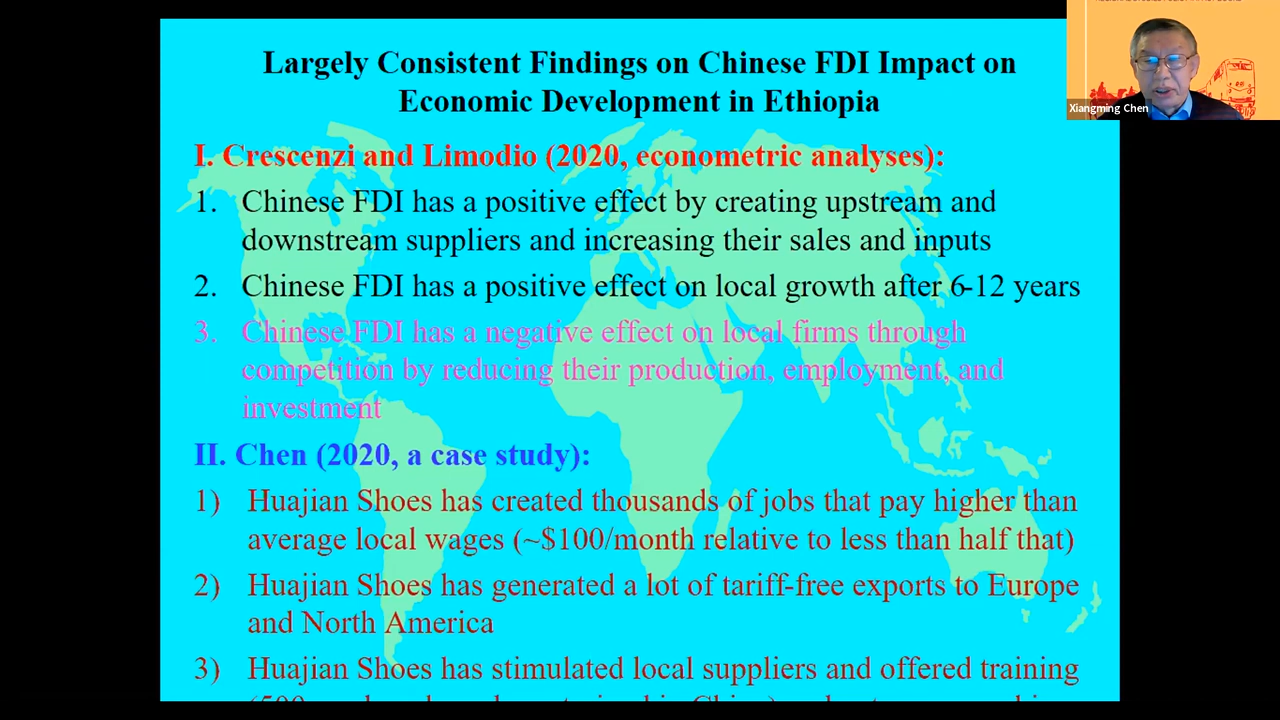 Largely Consistent Findings on Chinese FDI Impact on
Economic Development in Ethiopia
Xiangming Chen
I. Crescenzi and Limodio (2020, econometric analyses):
1. Chinese FDI has a positive effect by creating upstream and
downstream suppliers and increasing their sales and inputs
2. Chinese FDI has a positive effect on local growth after 6-12 years
3. Chinese FDI has a negative effect on local firms through
competition by reducing their production, employment, and
investment
II. Chen (2020, a case study):
1) Huajian Shoes has created thousands of jobs that pay higher than
average local wages (~$100/month relative to less than half that)
2) Huajian Shoes has generated a lot of tariff-free exports to Europe
and North America
3) Huajian Shoes has stimulated local suppliers and offered training